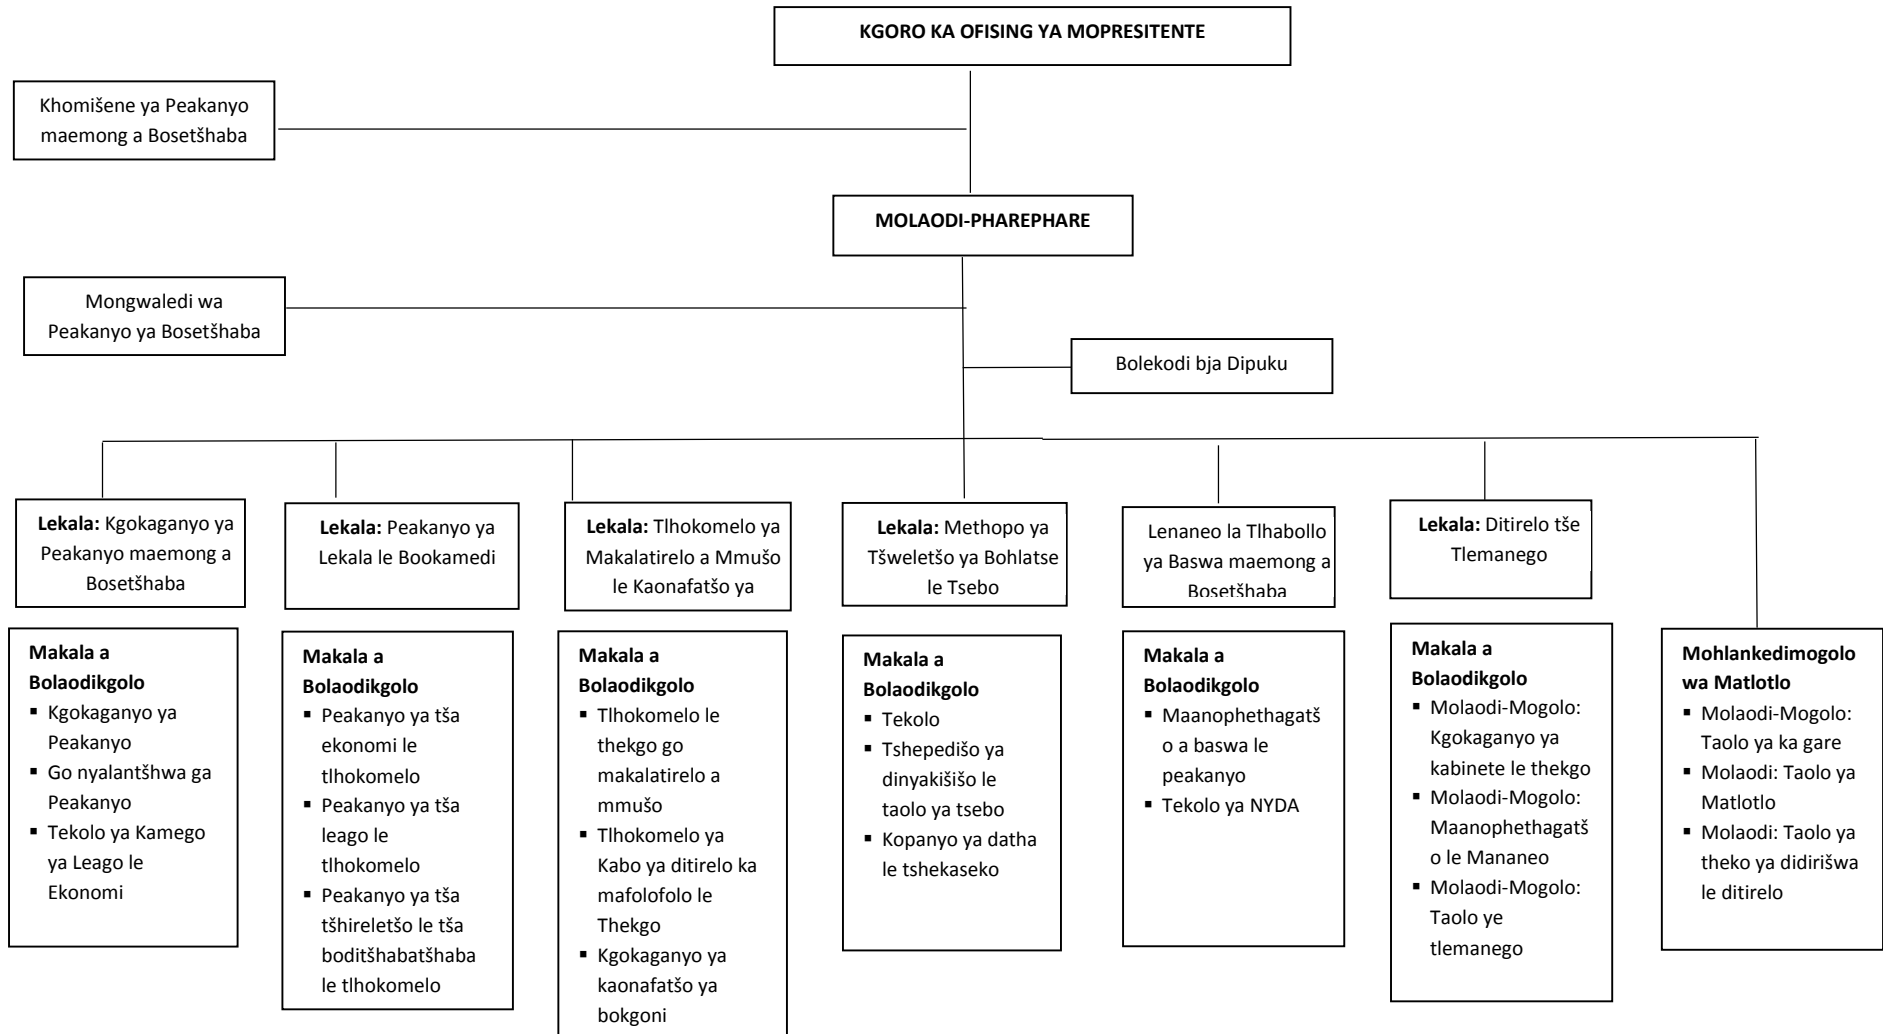 KGORO KA OFISING YA MOPRESITENTE
Khomišene ya Peakanyo
maemong a Bosetšhaba
MOLAODI-PHAREPHARE
Mongwaledi wa
Peakanyo ya Bosetšhaba
Bolekodi bja Dipuku
Lekala: Kgokaganyo ya
Peakanyo maemong a
Bosetšhaba
Lekala: Peakanyo ya
Lekala le Bookamedi
Lekala: Tlhokomelo ya
Makalatirelo a Mmušo
le Kaonafatšo ya
Lekala: Methopo ya
Tšweletšo ya Bohlatse
le Tsebo
Lenaneo la Tlhabollo
ya Baswa maemong a
Bosetšhaba
Lekala: Ditirelo tše
Tlemanego
Makala a
Bolaodikgolo
▪ Kgokaganyo ya
Peakanyo
▪ Go nyalantšhwa ga
Peakanyo
▪ Tekolo ya Kamego
ya Leago le
Ekonomi
Makala a
Bolaodikgolo
▪ Peakanyo ya tša
ekonomi le
tlhokomelo
▪ Peakanyo ya tša
leago le
tlhokomelo
▪ Peakanyo ya tša
tšhireletšo le tša
boditšhabatšhaba
le tlhokomelo
Makala a
Bolaodikgolo
▪ Tlhokomelo le
thekgo go
makalatirelo a
mmušo
▪ Tlhokomelo ya
Kabo ya ditirelo ka
mafolofolo le
Thekgo
▪ Kgokaganyo ya
kaonafatšo ya
bokgoni
Makala a
Bolaodikgolo
▪ Tekolo
▪ Tshepedišo ya
dinyakišišo le
taolo ya tsebo
▪ Kopanyo ya datha
le tshekaseko
Makala a
Bolaodikgolo
▪ Maanophethagatš
o a baswa le
peakanyo
▪ Tekolo ya NYDA
Makala a
Bolaodikgolo
▪ Molaodi-Mogolo:
Kgokaganyo ya
kabinete le thekgo
▪ Molaodi-Mogolo:
Maanophethagatš
o le Mananeo
▪ Molaodi-Mogolo:
Taolo ye
tlemanego
Mohlankedimogolo
wa Matlotlo
▪ Molaodi-Mogolo:
Taolo ya ka gare
▪ Molaodi: Taolo ya
Matlotlo
▪ Molaodi: Taolo ya
theko ya didirišwa
le ditirelo